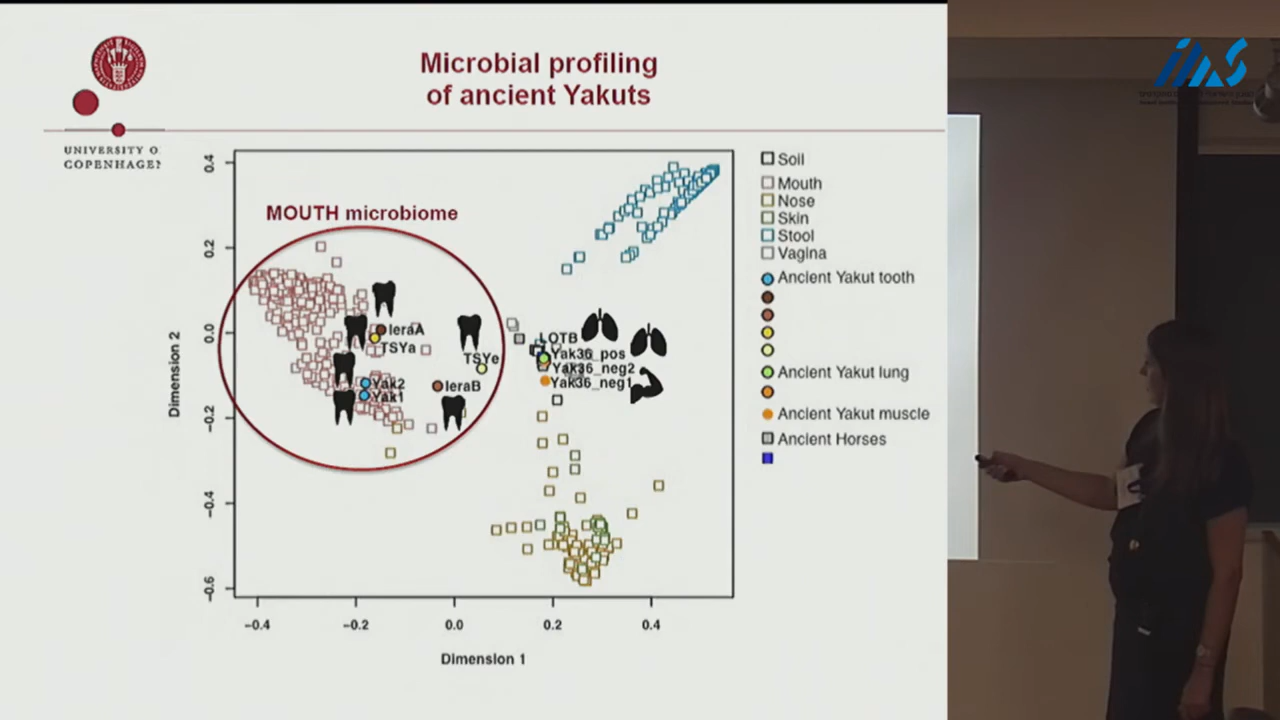 Microbial profiling
of ancient Yakuts
UNIVERSITY O
COPENHAGE
MOUTH microbiome
0.4
0.2
0.0
−0.2
−0.4
−0.6
Dimension 2
−0.4
−0.2
0.0
0.2
0.4
Dimension 1
IeraA
TSYa
TSYe
Yak2
Yak1
IeraB
LOTB
Yak36_pos
Yak36_neg2
Yak36_neg1
Soil
Mouth
Nose
Skin
Stool
Vagina
Ancient Yakut tooth
Ancient Yakut lung
Ancient Yakut muscle
Ancient Horses
IIAS